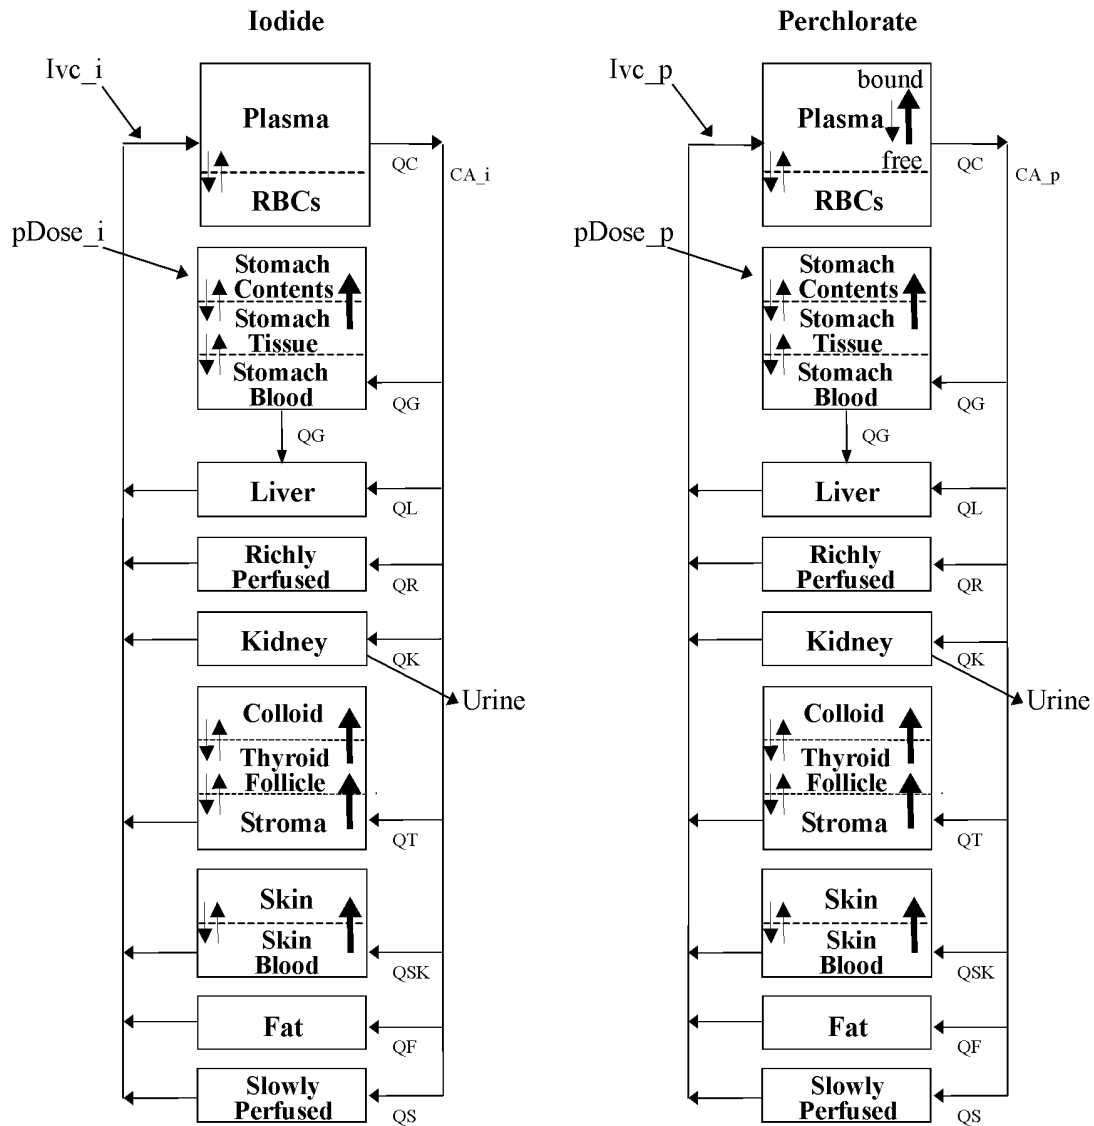 Iodide
Ivc_i
Plasma
QC
CA_i
RBCs
pDose_i
Stomach
Contents
Stomach
Tissue
Stomach
Blood
QG
QG
Liver
QL
Richly
Perfused
QR
Kidney
QK
Urine
Colloid
Thyroid
Follicle
Stroma
QT
Skin
Skin
Blood
QSK
Fat
QF
Slowly
Perfused
QS
Perchlorate
Ivc_p
bound
Plasma
free
QC
CA_p
RBCs
pDose_p
Stomach
Contents
Stomach
Tissue
Stomach
Blood
QG
QG
Liver
QL
Richly
Perfused
QR
Kidney
QK
Urine
Colloid
Thyroid
Follicle
Stroma
QT
Skin
Skin
Blood
QSK
Fat
QF
Slowly
Perfused
QS